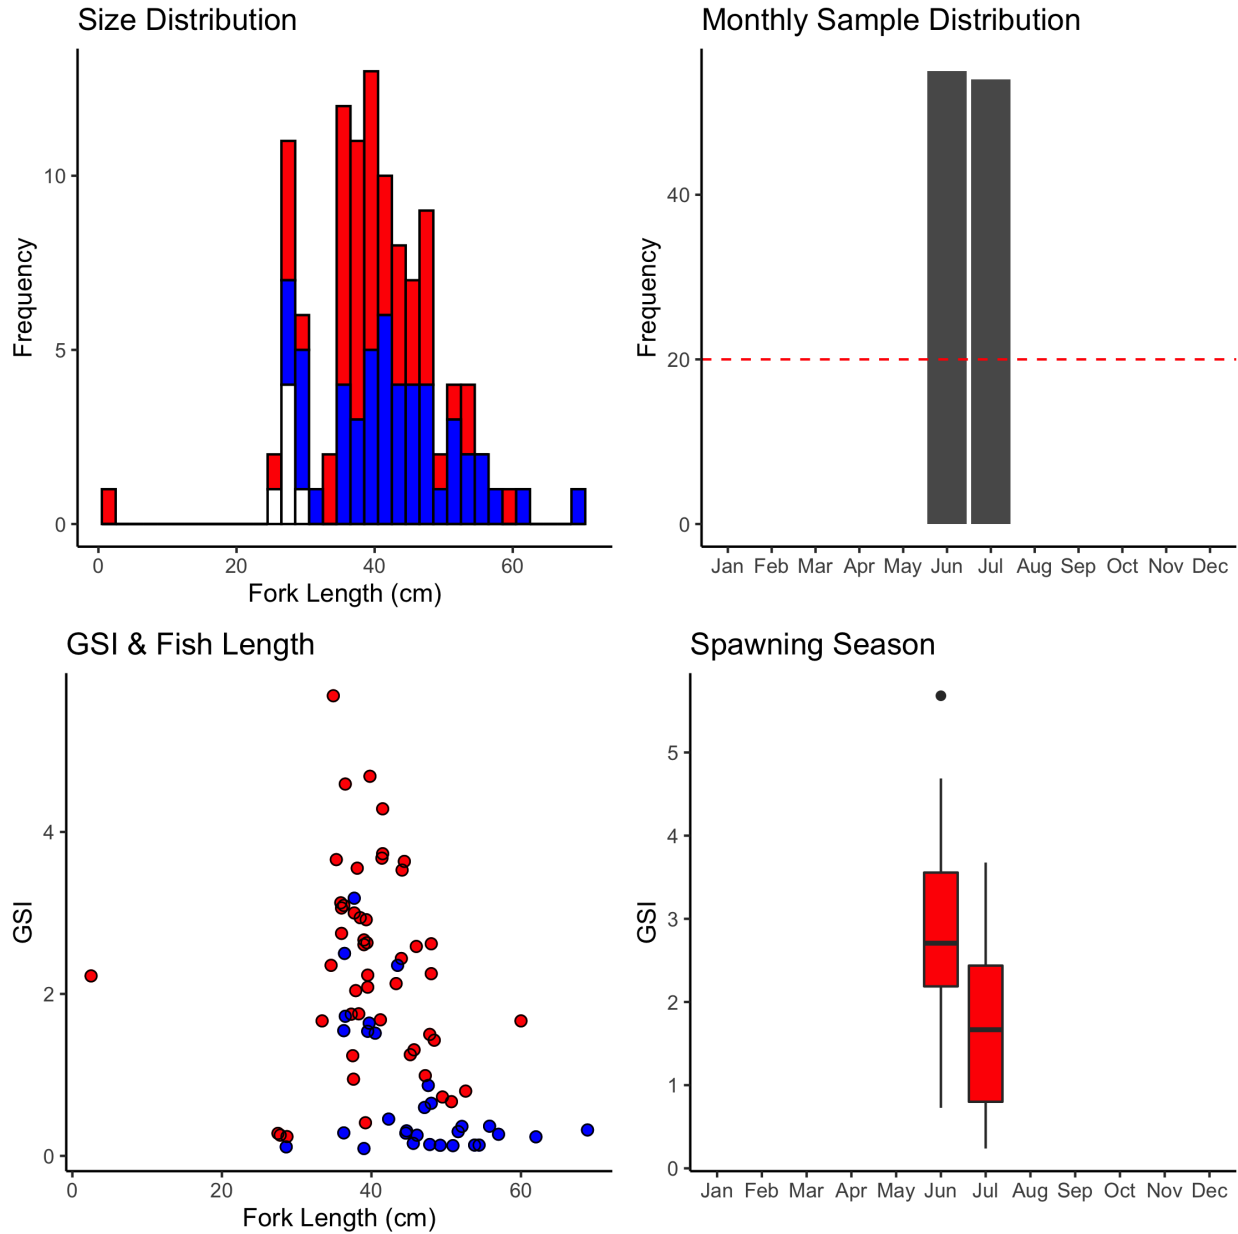 Size Distribution
Frequency
10
5
0
0 20 40 60
Fork Length (cm)
Monthly Sample Distribution
Frequency
40
20
0
Jan Feb Mar Apr May Jun Jul Aug Sep Oct Nov Dec
GSI & Fish Length
GSI
4
2
0
0 20 40 60
Fork Length (cm)
Spawning Season
GSI
5
4
3
2
1
0
Jan Feb Mar Apr May Jun Jul Aug Sep Oct Nov Dec